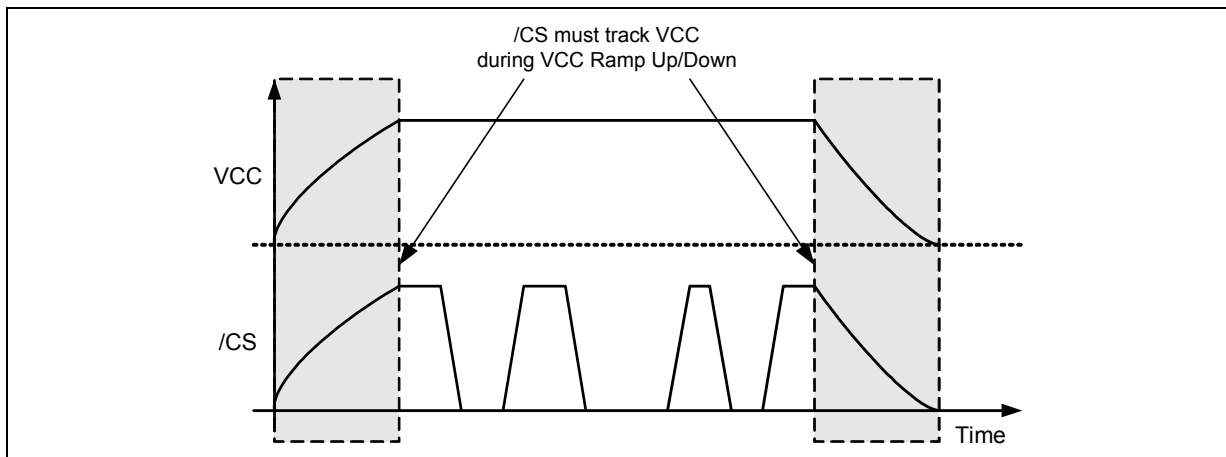 /CS must track VCC
during VCC Ramp Up/Down
VCC
/CS
Time